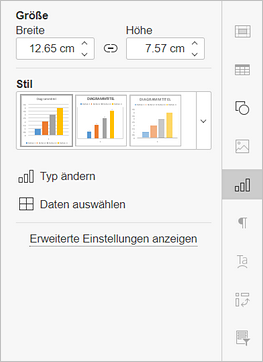 Größe
Breite Höhe
12.65 cm 7.57 cm
Stil
DIAGRAMMTITEL DIAGRAMMTITEL
Typ ändern
Daten auswählen
Erweiterte Einstellungen anzeigen